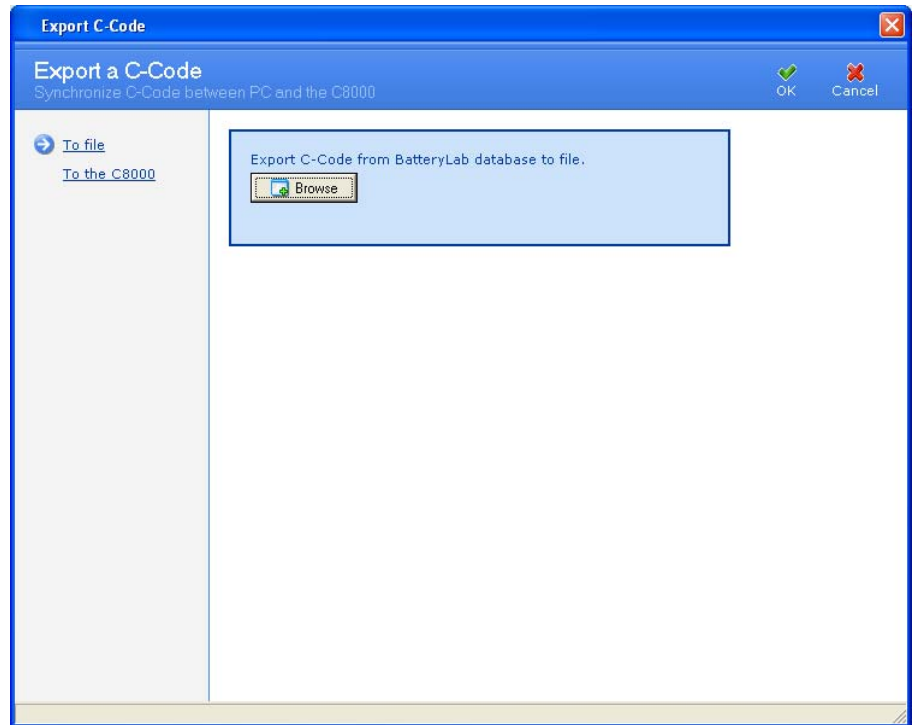 Export C-Code
Export a C-Code
Synchronize C-Code between PC and the C8000
OK
Cancel
To file
To the C8000
Export C-Code from BatteryLab database to file.
Browse